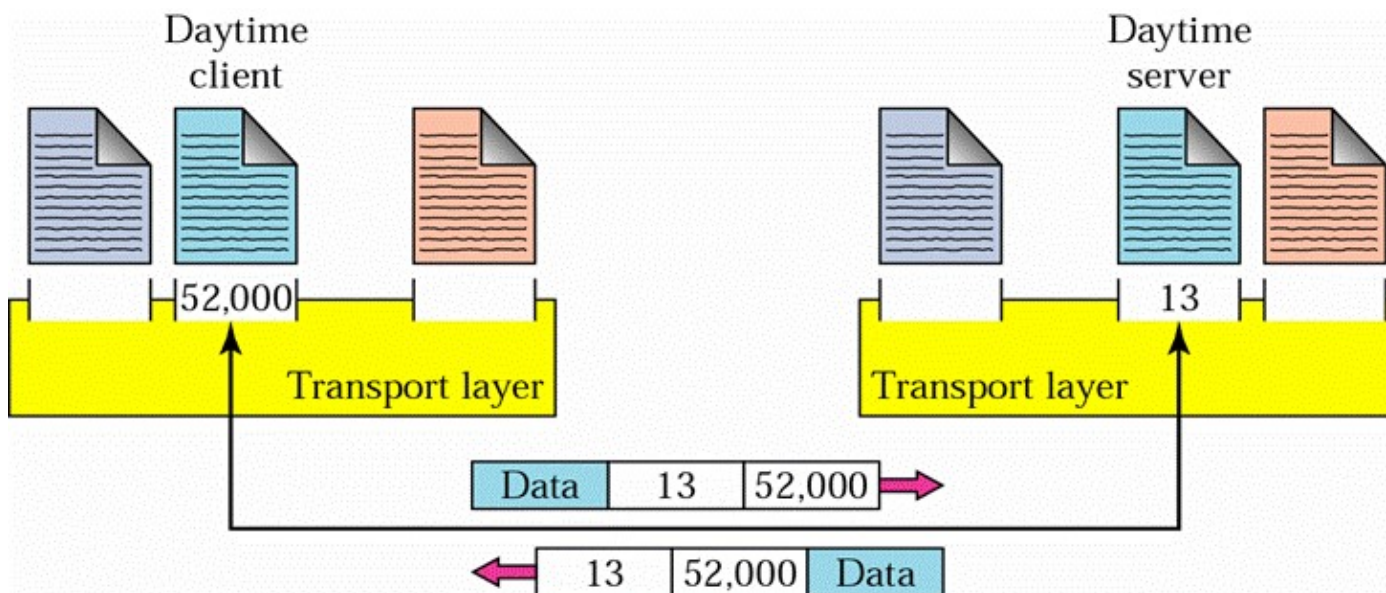 Daytime
client
Daytime
server
52,000
13
Transport layer
Transport layer
Data 13 52,000
13 52,000 Data